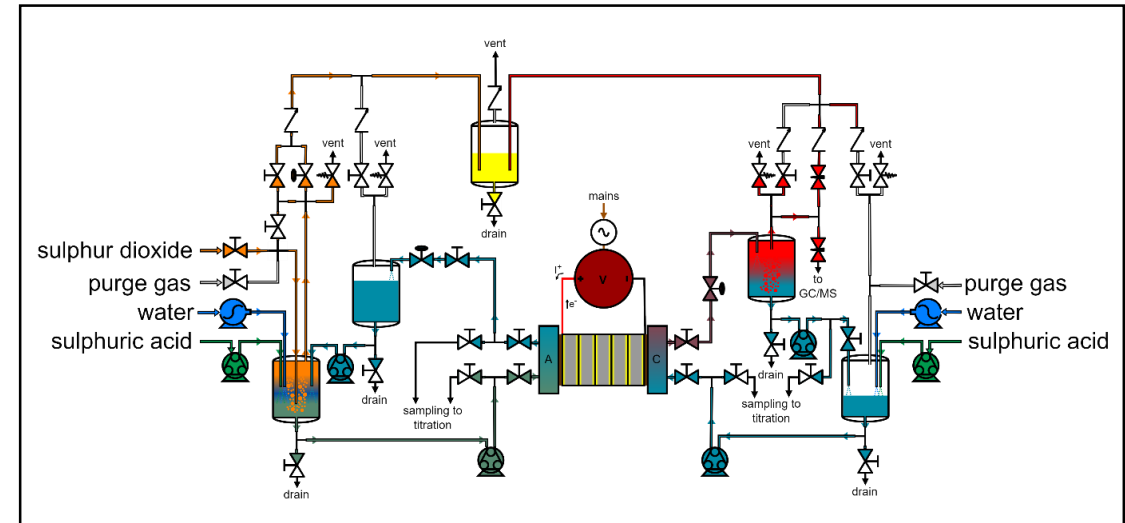 vent
vent
vent
vent
vent
mains
drain
sulphur dioxide
purge gas
water
sulphuric acid
to
GC/MS
purge gas
water
sulphuric acid
I+
e-
+
V
-
A
C
drain
drain
sampling to
titration
sampling to
titration
drain
drain